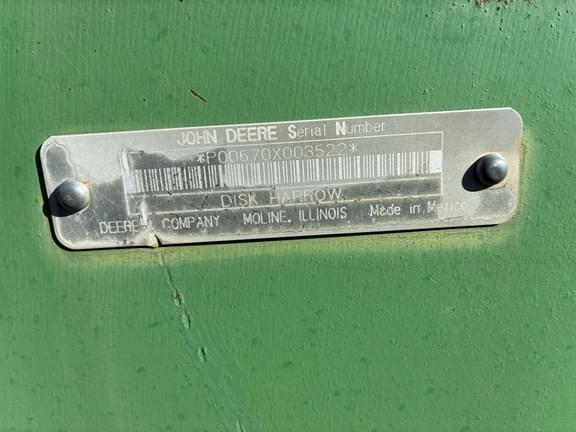 JOHN DEERE Serial Number
*P00670X003522*
DISK HARROW
DEERE & COMPANY MOLINE, ILLINOIS Made in Mexico